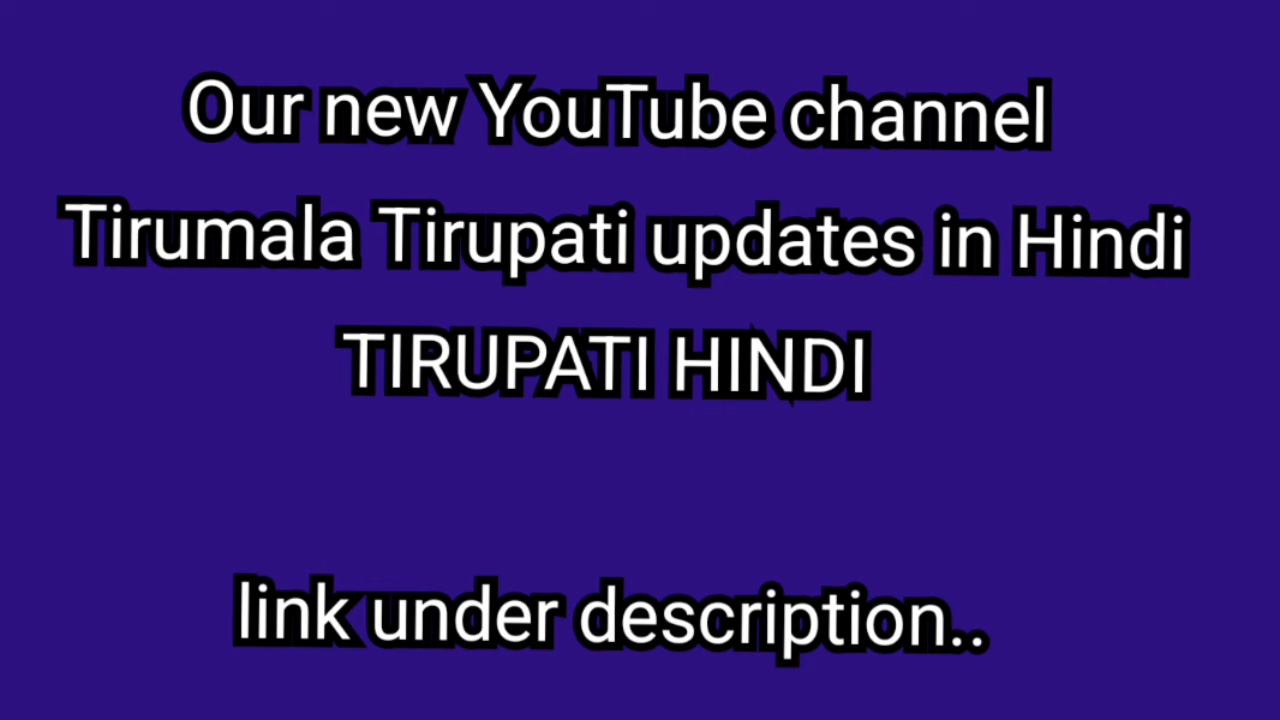 Our new YouTube channel
Tirumala Tirupati updates in Hindi
TIRUPATI HINDI
link under description..